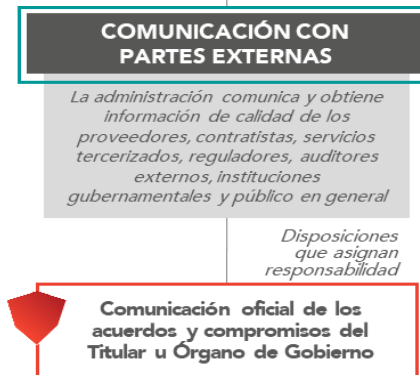 COMUNICACIÓN CON
PARTES EXTERNAS
La administración comunica y obtiene
información de calidad de los
proveedores, contratistas, servicios
tercerizados, reguladores, auditores
externos, instituciones
gubernamentales y público en general
Disposiciones
que asignan
responsabilidad
Comunicación oficial de los
acuerdos y compromisos del
Titular u Órgano de Gobierno